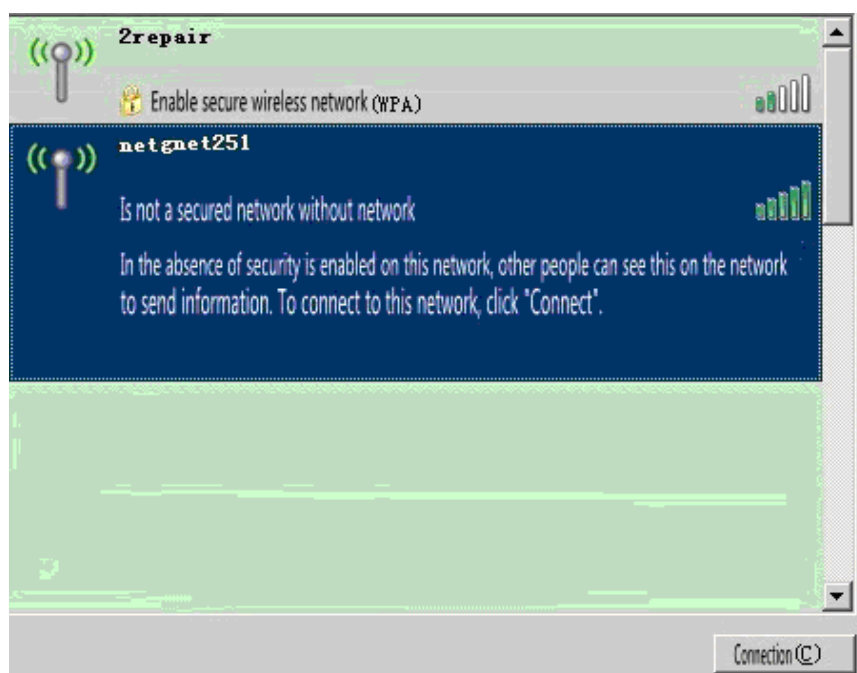 2repair
Enable secure wireless network (WPA)
netgnet251
Is not a secured network without network
In the absence of security is enabled on this network, other people can see this on the network
to send information. To connect to this network, click "Connect".
Connection(C)